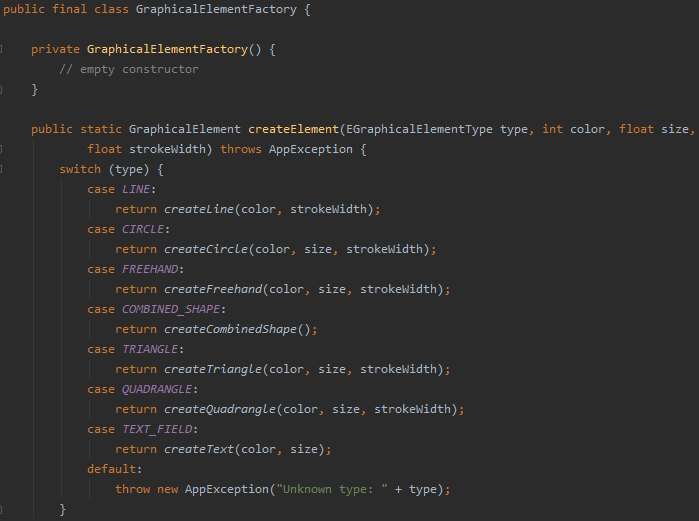 public final class GraphicalElementFactory {
private GraphicalElementFactory() {
// empty constructor
}
public static GraphicalElement createElement(EGraphicalElementType type, int color, float size,
float strokeWidth) throws AppException {
switch (type) {
case LINE:
return createLine(color, strokeWidth);
case CIRCLE:
return createCircle(color, size, strokeWidth);
case FREEHAND:
return createFreehand(color, size, strokeWidth);
case COMBINED_SHAPE:
return createCombinedShape();
case TRIANGLE:
return createTriangle(color, size, strokeWidth);
case QUADRANGLE:
return createQuadrangle(color, size, strokeWidth);
case TEXT_FIELD:
return createText(color, size);
default:
throw new AppException("Unknown type: " + type);
}